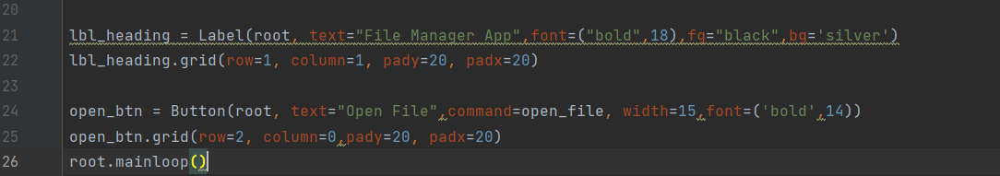 20
21 lbl_heading = Label(root, text="File Manager App",font=("bold",18),fg="black",bg='silver')
22 lbl_heading.grid(row=1, column=1, pady=20, padx=20)
23
24 open_btn = Button(root, text="Open File",command=open_file, width=15,font=('bold',14))
25 open_btn.grid(row=2, column=0,pady=20, padx=20)
26 root.mainloop()